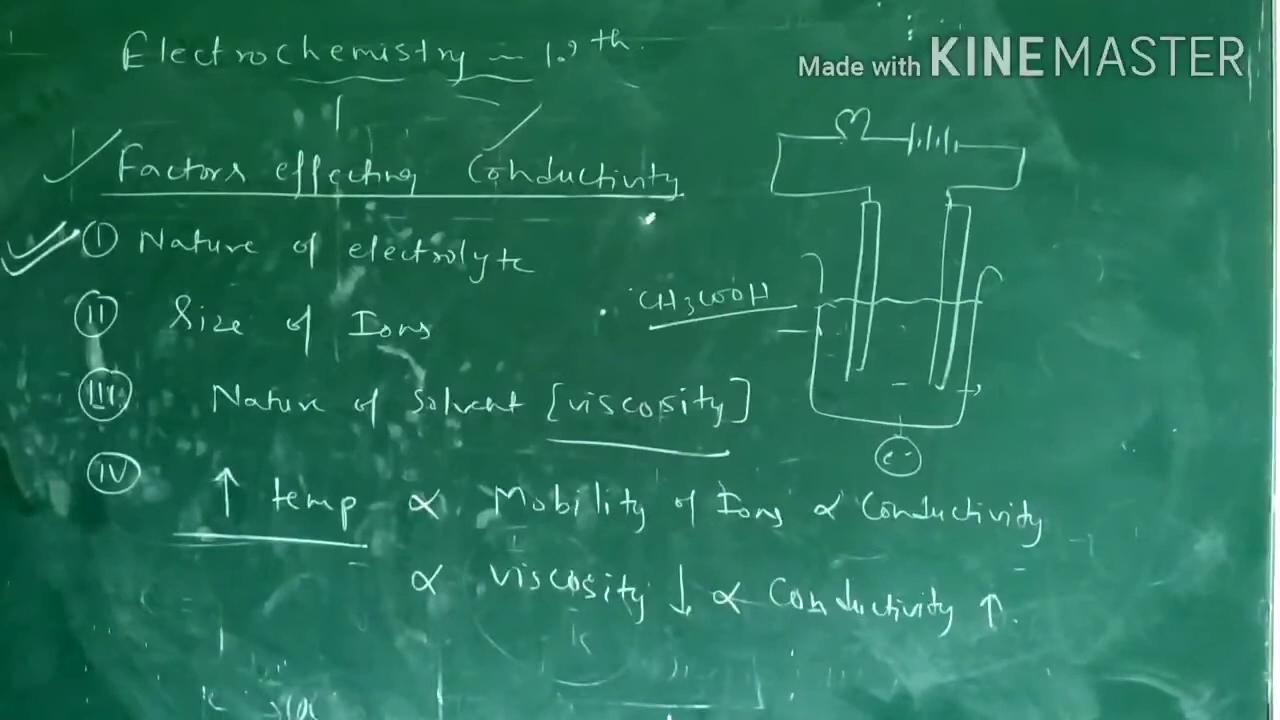 Electrochemistry ~ 12th.
Made with KINEMASTER
Factors effecting Conductivity
I Nature of electrolyte
II Size of Ions
CH3COOH
III Nature of Solvent [viscosity]
e-
IV ↑ temp ∝ Mobility of Ions ∝ Conductivity
∝ viscosity ↓ ∝ Conductivity ↑.